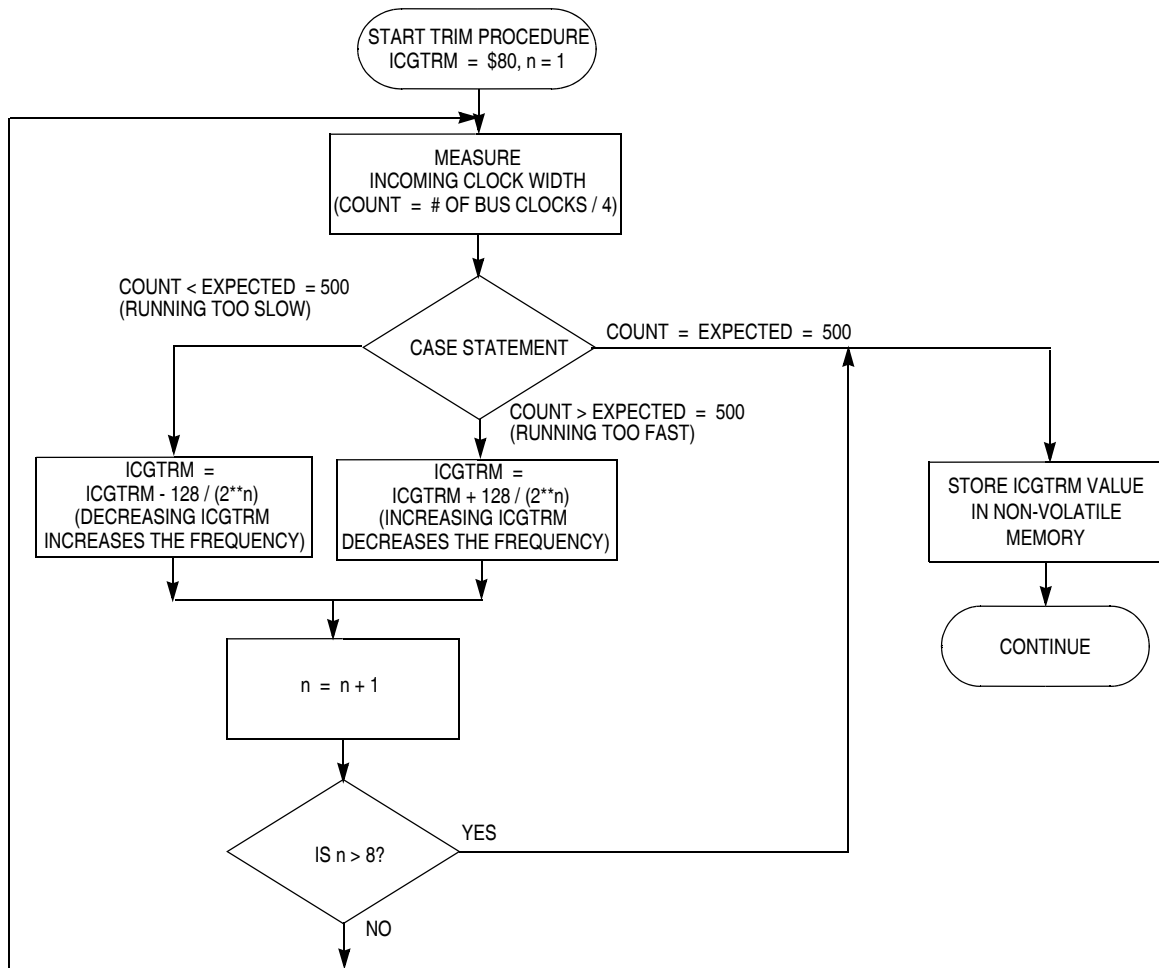 START TRIM PROCEDURE
ICGTRM = $80, n = 1
MEASURE
INCOMING CLOCK WIDTH
(COUNT = # OF BUS CLOCKS / 4)
COUNT < EXPECTED = 500
(RUNNING TOO SLOW)
CASE STATEMENT
COUNT = EXPECTED = 500
COUNT > EXPECTED = 500
(RUNNING TOO FAST)
ICGTRM =
ICGTRM - 128 / (2**n)
(DECREASING ICGTRM
INCREASES THE FREQUENCY)
ICGTRM =
ICGTRM + 128 / (2**n)
(INCREASING ICGTRM
DECREASES THE FREQUENCY)
STORE ICGTRM VALUE
IN NON-VOLATILE
MEMORY
CONTINUE
n = n + 1
IS n > 8?
YES
NO